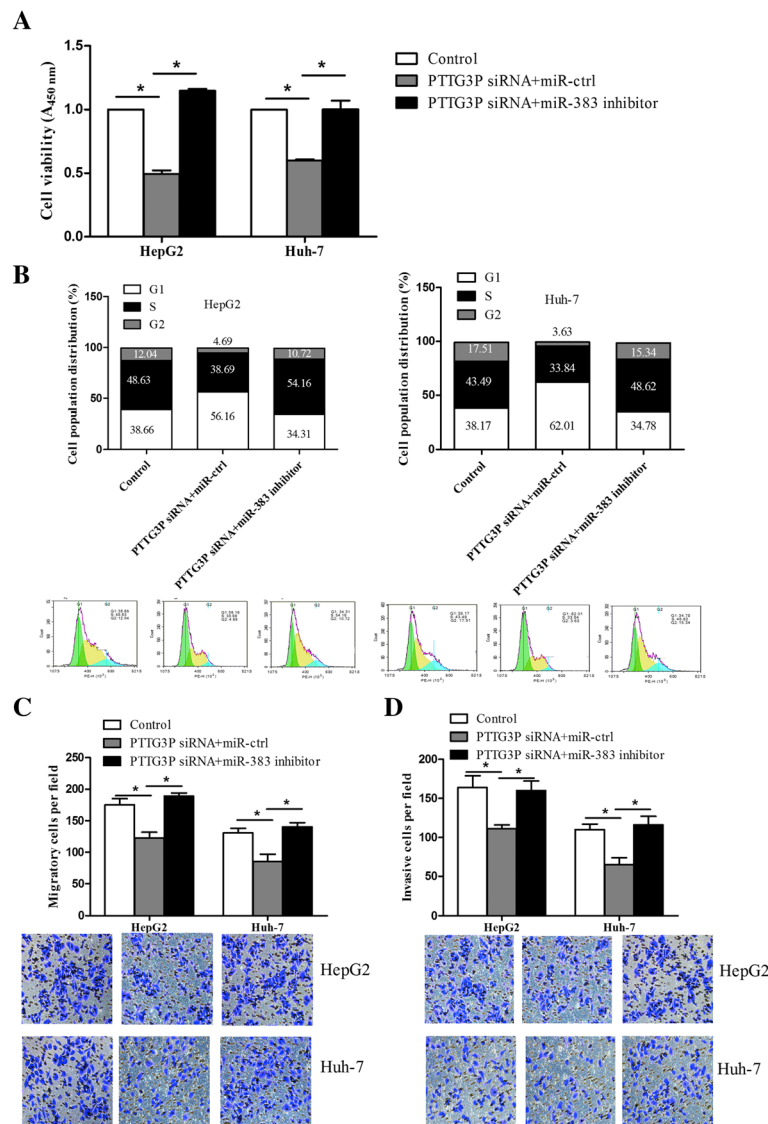 A
Cell viability (A450 nm)
1.5
1.0
0.5
0.0
* * * *
HepG2 Huh-7
Control
PTTG3P siRNA+miR-ctrl
PTTG3P siRNA+miR-383 inhibitor
B
G1
S
G2
HepG2
Cell population distribution (%)
150
100
50
0
12.04 4.69 10.72
48.63 38.69 54.16
38.66 56.16 34.31
Control
PTTG3P siRNA+miR-ctrl
PTTG3P siRNA+miR-383 inhibitor
G1
S
G2
Huh-7
Cell population distribution (%)
150
100
50
0
17.51 3.63 15.34
43.49 33.84 48.62
38.17 62.01 34.78
Control
PTTG3P siRNA+miR-ctrl
PTTG3P siRNA+miR-383 inhibitor
C
Control
PTTG3P siRNA+miR-ctrl
PTTG3P siRNA+miR-383 inhibitor
Migratory cells per field
250
200
150
100
50
0
* * * *
HepG2 Huh-7
HepG2
Huh-7
D
Control
PTTG3P siRNA+miR-ctrl
PTTG3P siRNA+miR-383 inhibitor
Invasive cells per field
200
150
100
50
0
* * * *
HepG2 Huh-7
HepG2
Huh-7